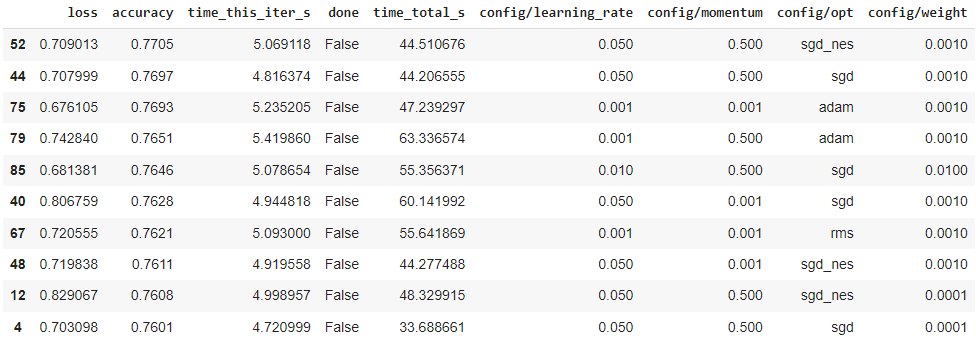 loss accuracy time_this_iter_s done time_total_s config/learning_rate config/momentum config/opt config/weight
52 0.709013 0.7705 5.069118 False 44.510676 0.050 0.500 sgd_nes 0.0010
44 0.707999 0.7697 4.816374 False 44.206555 0.050 0.500 sgd 0.0010
75 0.676105 0.7693 5.235205 False 47.239297 0.001 0.001 adam 0.0010
79 0.742840 0.7651 5.419860 False 63.336574 0.001 0.500 adam 0.0010
85 0.681381 0.7646 5.078654 False 55.356371 0.010 0.500 sgd 0.0100
40 0.806759 0.7628 4.944818 False 60.141992 0.050 0.001 sgd 0.0010
67 0.720555 0.7621 5.093000 False 55.641869 0.001 0.001 rms 0.0010
48 0.719838 0.7611 4.919558 False 44.277488 0.050 0.001 sgd_nes 0.0010
12 0.829067 0.7608 4.998957 False 48.329915 0.050 0.500 sgd_nes 0.0001
4 0.703098 0.7601 4.720999 False 33.688661 0.050 0.500 sgd 0.0001